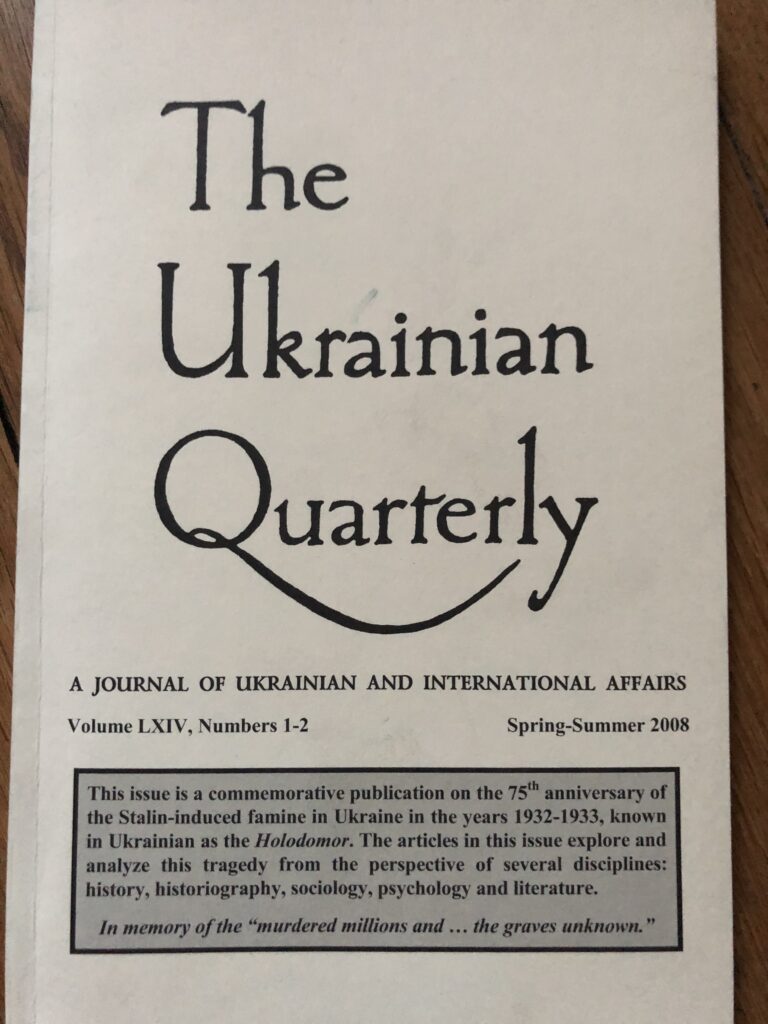 The
Ukrainian
Quarterly
A JOURNAL OF UKRAINIAN AND INTERNATIONAL AFFAIRS
Volume LXIV, Numbers 1-2 Spring-Summer 2008
This issue is a commemorative publication on the 75th anniversary of
the Stalin-induced famine in Ukraine in the years 1932-1933, known
in Ukrainian as the Holodomor. The articles in this issue explore and
analyze this tragedy from the perspective of several disciplines:
history, historiography, sociology, psychology and literature.
In memory of the “murdered millions and … the graves unknown.”